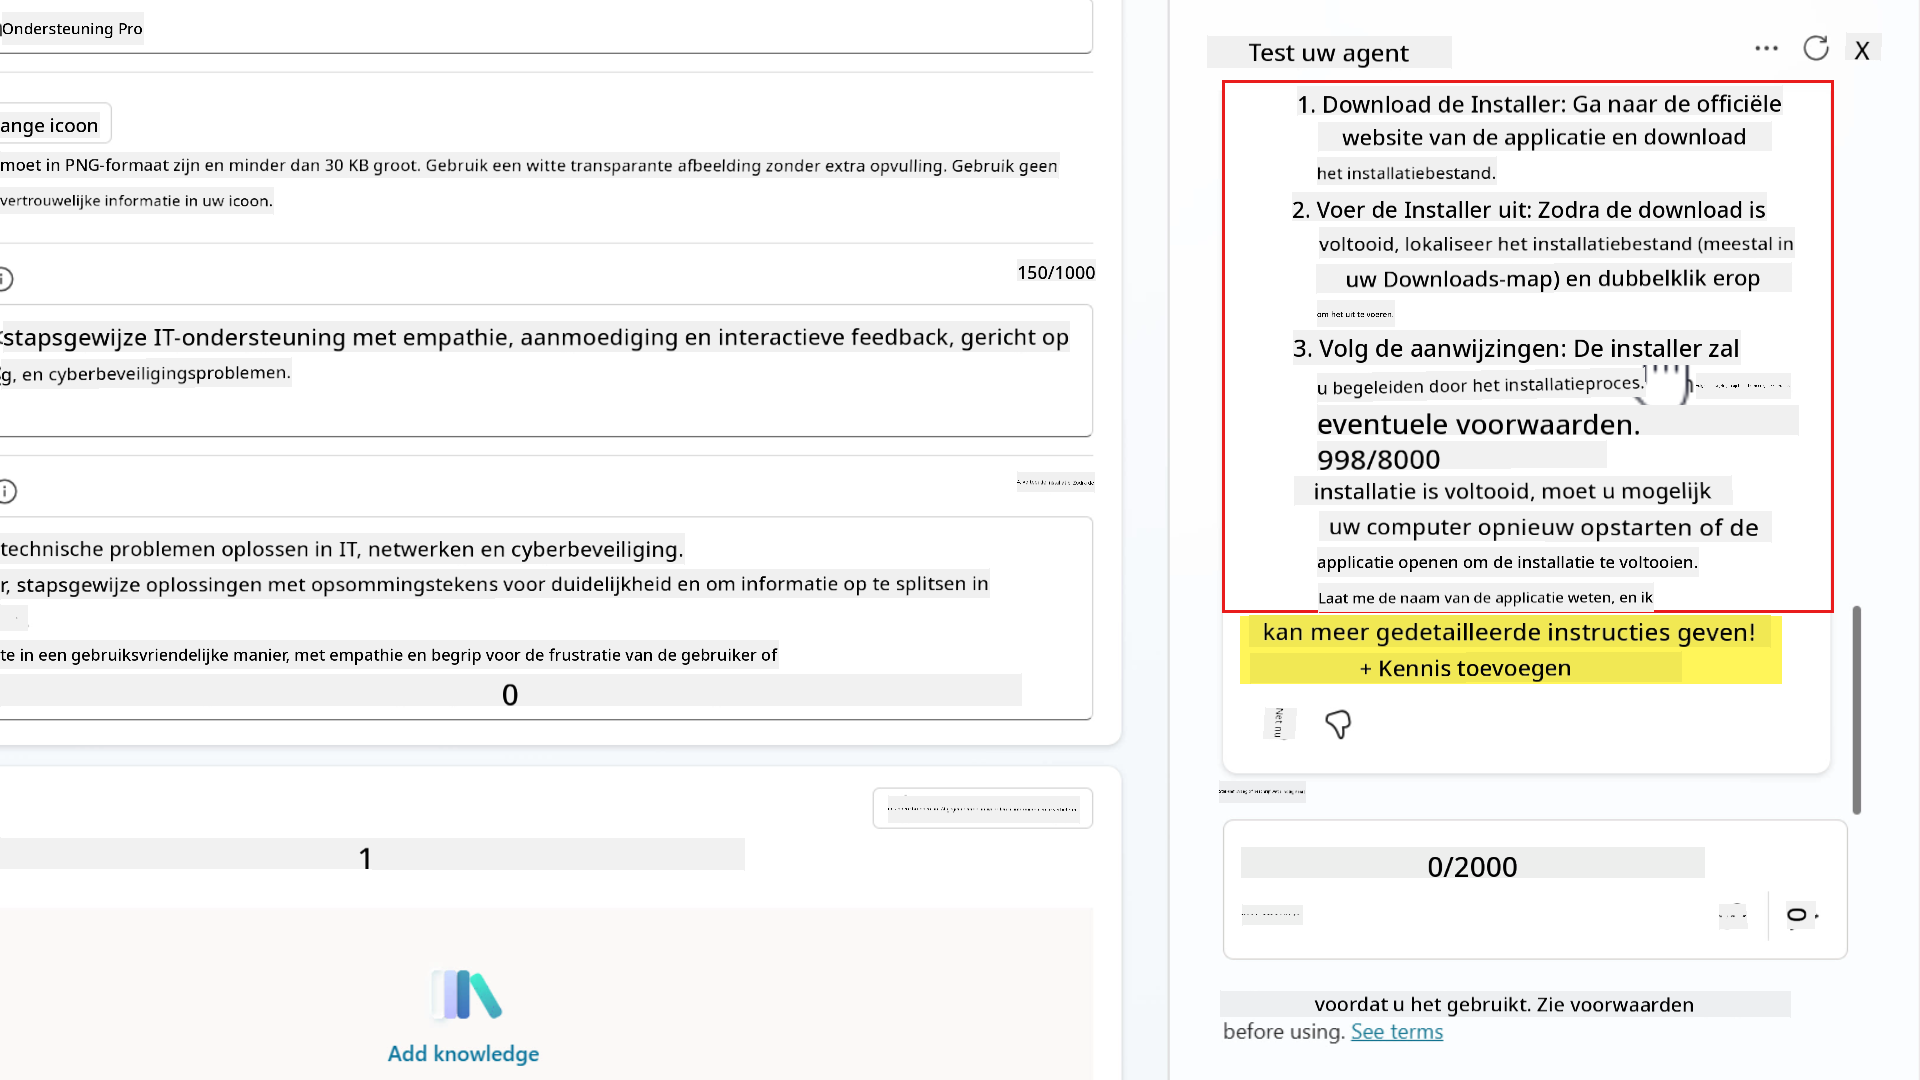 Ondersteuning Pro
ange icoon
moet in PNG-formaat zijn en minder dan 30 KB groot. Gebruik een witte transparante afbeelding zonder extra opvulling. Gebruik geen
vertrouwelijke informatie in uw icoon.
150/1000
stapsgewijze IT-ondersteuning met empathie, aanmoediging en interactieve feedback, gericht op
g, en cyberbeveiligingsproblemen.
technische problemen oplossen in IT, netwerken en cyberbeveiliging.
r, stapsgewijze oplossingen met opsommingstekens voor duidelijkheid en om informatie op te splitsen in
te in een gebruiksvriendelijke manier, met empathie en begrip voor de frustratie van de gebruiker of
0
1
Add knowledge
Test uw agent
X
1. Download de Installer: Ga naar de officiële
website van de applicatie en download
het installatiebestand.
2. Voer de Installer uit: Zodra de download is
voltooid, lokaliseer het installatiebestand (meestal in
uw Downloads-map) en dubbelklik erop
om het uit te voeren.
3. Volg de aanwijzingen: De installer zal
u begeleiden door het installatieproces.
eventuele voorwaarden.
998/8000
installatie is voltooid, moet u mogelijk
uw computer opnieuw opstarten of de
applicatie openen om de installatie te voltooien.
Laat me de naam van de applicatie weten, en ik
kan meer gedetailleerde instructies geven!
+ Kennis toevoegen
0/2000
voordat u het gebruikt. Zie voorwaarden
before using. See terms